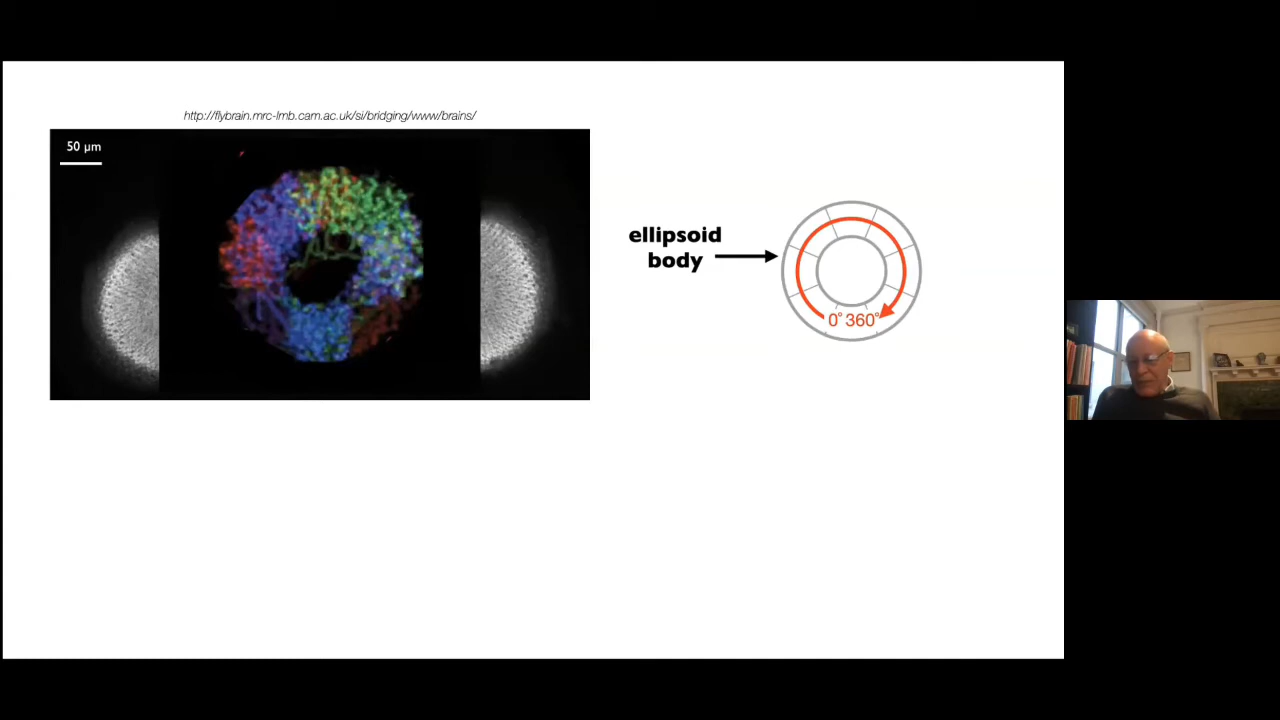 http://flybrain.mrc-lmb.cam.ac.uk/si/bridging/www/brains/
50 µm
ellipsoid
body
0° 360°